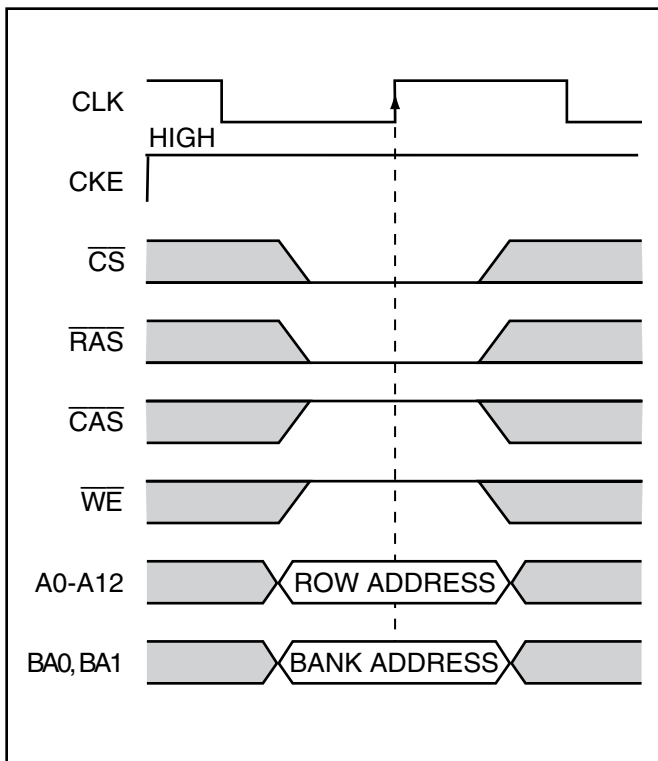 CLK
HIGH
CKE
CS
RAS
CAS
WE
A0-A12 ROW ADDRESS
BA0, BA1 BANK ADDRESS